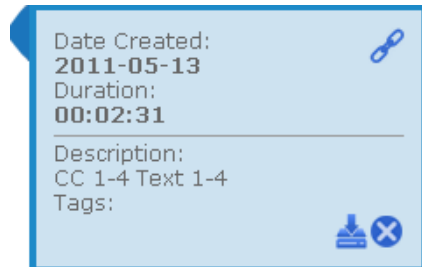 Date Created:
2011-05-13
Duration:
00:02:31
Description:
CC 1-4 Text 1-4
Tags: